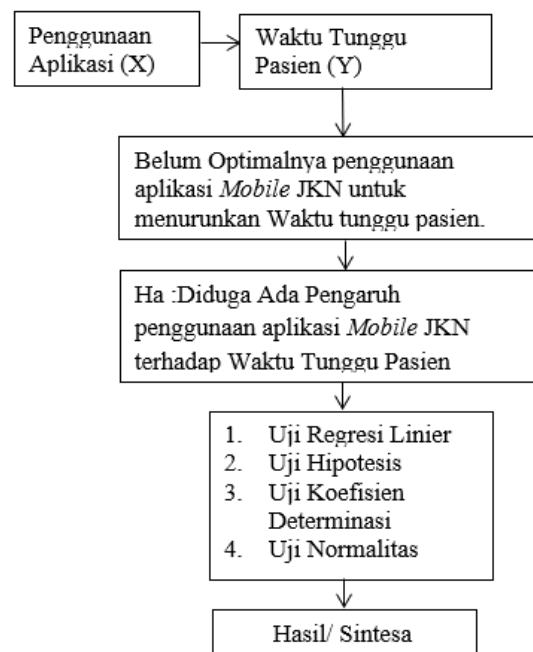 Penggunaan
Aplikasi (X)
Waktu Tunggu
Pasien (Y)
Belum Optimalnya penggunaan
aplikasi Mobile JKN untuk
menurunkan Waktu tunggu pasien.
Ha :Diduga Ada Pengaruh
penggunaan aplikasi Mobile JKN
terhadap Waktu Tunggu Pasien
1. Uji Regresi Linier
2. Uji Hipotesis
3. Uji Koefisien
Determinasi
4. Uji Normalitas
Hasil/ Sintesa